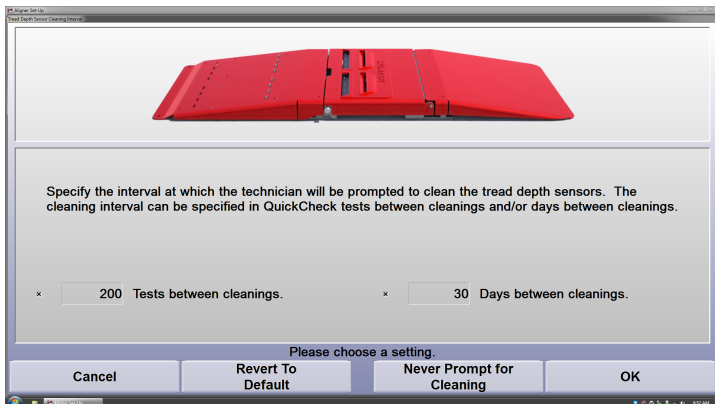 Aligner Set-Up
Tread Depth Sensor Cleaning Interval
Specify the interval at which the technician will be prompted to clean the tread depth sensors. The
cleaning interval can be specified in QuickCheck tests between cleanings and/or days between cleanings.
× 200 Tests between cleanings. × 30 Days between cleanings.
Please choose a setting.
Cancel
Revert To
Default
Never Prompt for
Cleaning
OK
9:52 AM